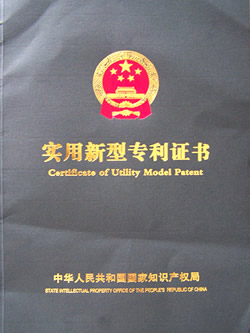 实用新型专利证书
Certificate of Utility Model Patent
中华人民共和国国家知识产权局
STATE INTELLECTUAL PROPERTY OFFICE OF THE PEOPLE'S REPUBLIC OF CHINA